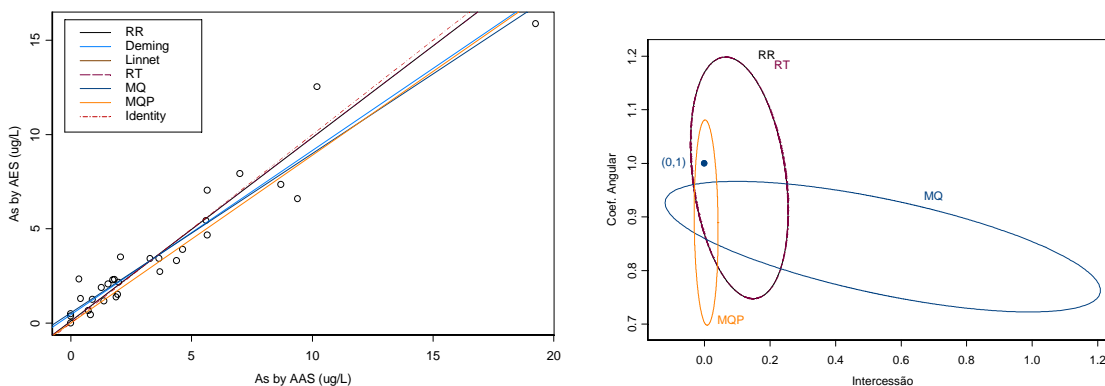 RR
Deming
Linnet
RT
MQ
MQP
Identity
15
10
5
0
As by AES (ug/L)
0 5 10 15 20
As by AAS (ug/L)
1.2
1.1
1.0
0.9
0.8
0.7
Coef. Angular
RR
RT
(0,1)
MQ
MQP
0.0 0.2 0.4 0.6 0.8 1.0 1.2
Intercessão